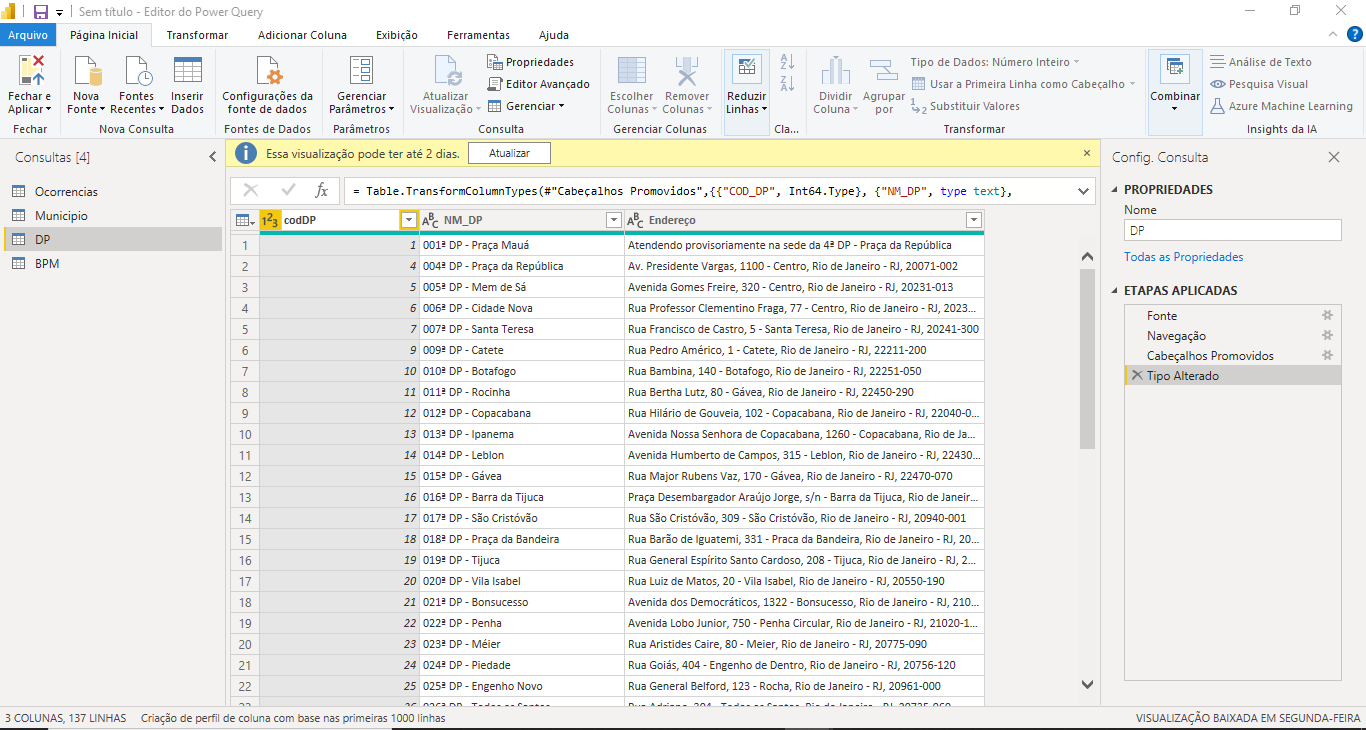 Sem título - Editor do Power Query
Arquivo
Página Inicial
Transformar
Adicionar Coluna
Exibição
Ferramentas
Ajuda
Fechar e Aplicar
Fechar
Nova Fonte
Fontes Recentes
Inserir Dados
Nova Consulta
Configurações da fonte de dados
Fontes de Dados
Gerenciar Parâmetros
Parâmetros
Atualizar Visualização
Propriedades
Editor Avançado
Gerenciar
Consulta
Escolher Colunas
Remover Colunas
Gerenciar Colunas
Reduzir Linhas
Cla...
Dividir Coluna
Agrupar por
Tipo de Dados: Número Inteiro
Usar a Primeira Linha como Cabeçalho
Substituir Valores
Transformar
Combinar
Análise de Texto
Pesquisa Visual
Azure Machine Learning
Insights da IA
Consultas [4]
Ocorrencias
Municipio
DP
BPM
Essa visualização pode ter até 2 dias. Atualizar
fx = Table.TransformColumnTypes(#"Cabeçalhos Promovidos",{{"COD_DP", Int64.Type}, {"NM_DP", type text},
codDP NM_DP Endereço
1 1 001ª DP - Praça Mauá Atendendo provisoriamente na sede da 4ª DP - Praça da República
2 4 004ª DP - Praça da República Av. Presidente Vargas, 1100 - Centro, Rio de Janeiro - RJ, 20071-002
3 5 005ª DP - Mem de Sá Avenida Gomes Freire, 320 - Centro, Rio de Janeiro - RJ, 20231-013
4 6 006ª DP - Cidade Nova Rua Professor Clementino Fraga, 77 - Centro, Rio de Janeiro - RJ, 2023...
5 7 007ª DP - Santa Teresa Rua Francisco de Castro, 5 - Santa Teresa, Rio de Janeiro - RJ, 20241-300
6 9 009ª DP - Catete Rua Pedro Américo, 1 - Catete, Rio de Janeiro - RJ, 22211-200
7 10 010ª DP - Botafogo Rua Bambina, 140 - Botafogo, Rio de Janeiro - RJ, 22251-050
8 11 011ª DP - Rocinha Rua Bertha Lutz, 80 - Gávea, Rio de Janeiro - RJ, 22450-290
9 12 012ª DP - Copacabana Rua Hilário de Gouveia, 102 - Copacabana, Rio de Janeiro - RJ, 22040-0...
10 13 013ª DP - Ipanema Avenida Nossa Senhora de Copacabana, 1260 - Copacabana, Rio de Ja...
11 14 014ª DP - Leblon Avenida Humberto de Campos, 315 - Leblon, Rio de Janeiro - RJ, 22430...
12 15 015ª DP - Gávea Rua Major Rubens Vaz, 170 - Gávea, Rio de Janeiro - RJ, 22470-070
13 16 016ª DP - Barra da Tijuca Praça Desembargador Araújo Jorge, s/n - Barra da Tijuca, Rio de Janeir...
14 17 017ª DP - São Cristóvão Rua São Cristóvão, 309 - São Cristóvão, Rio de Janeiro - RJ, 20940-001
15 18 018ª DP - Praça da Bandeira Rua Barão de Iguatemi, 331 - Praca da Bandeira, Rio de Janeiro - RJ, 20...
16 19 019ª DP - Tijuca Rua General Espírito Santo Cardoso, 208 - Tijuca, Rio de Janeiro - RJ, 2...
17 20 020ª DP - Vila Isabel Rua Luiz de Matos, 20 - Vila Isabel, Rio de Janeiro - RJ, 20550-190
18 21 021ª DP - Bonsucesso Avenida dos Democráticos, 1322 - Bonsucesso, Rio de Janeiro - RJ, 210...
19 22 022ª DP - Penha Avenida Lobo Junior, 750 - Penha Circular, Rio de Janeiro - RJ, 21020-1...
20 23 023ª DP - Méier Rua Aristides Caire, 80 - Meier, Rio de Janeiro - RJ, 20775-090
21 24 024ª DP - Piedade Rua Goiás, 404 - Engenho de Dentro, Rio de Janeiro - RJ, 20756-120
22 25 025ª DP - Engenho Novo Rua General Belford, 123 - Rocha, Rio de Janeiro - RJ, 20961-000
Config. Consulta
PROPRIEDADES
Nome
DP
Todas as Propriedades
ETAPAS APLICADAS
Fonte
Navegação
Cabeçalhos Promovidos
Tipo Alterado
3 COLUNAS, 137 LINHAS Criação de perfil de coluna com base nas primeiras 1000 linhas
VISUALIZAÇÃO BAIXADA EM SEGUNDA-FEIRA